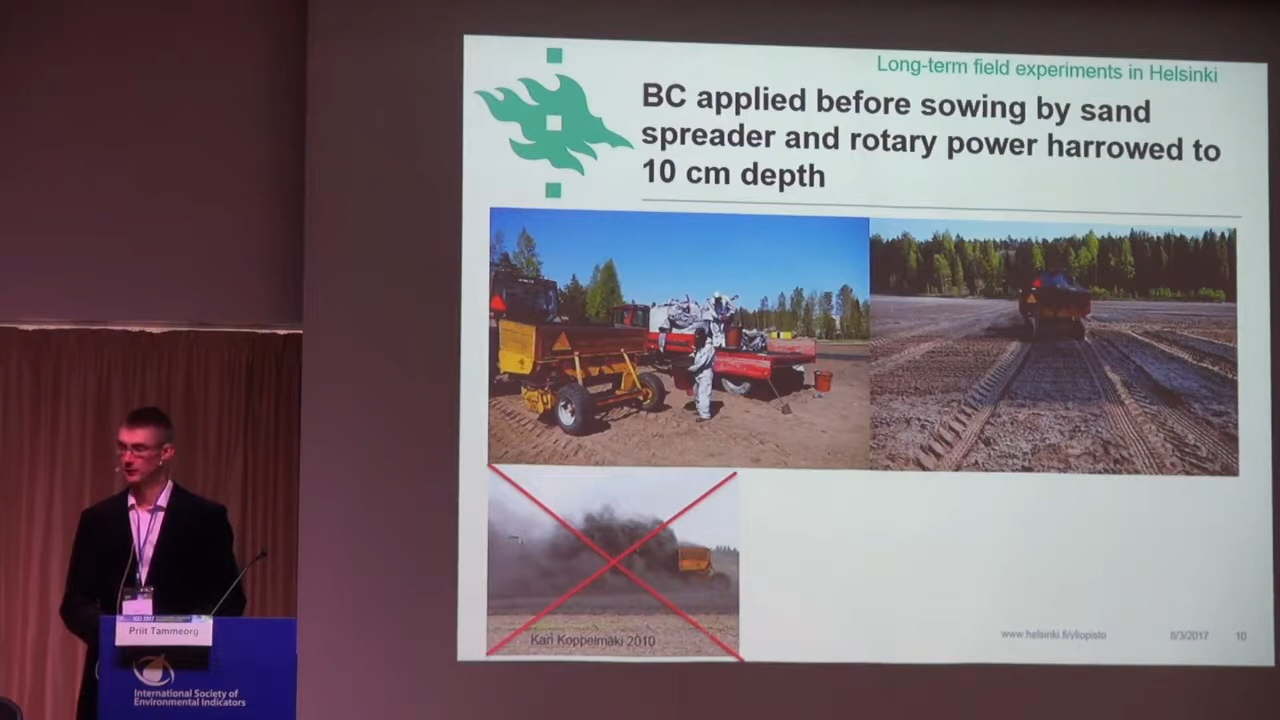 Long-term field experiments in Helsinki
BC applied before sowing by sand
spreader and rotary power harrowed to
10 cm depth
Kari Koppelmäki 2010
www.helsinki.fi/yliopisto
8/3/2017
10
Priit Tammeorg
International Society of
Environmental Indicators